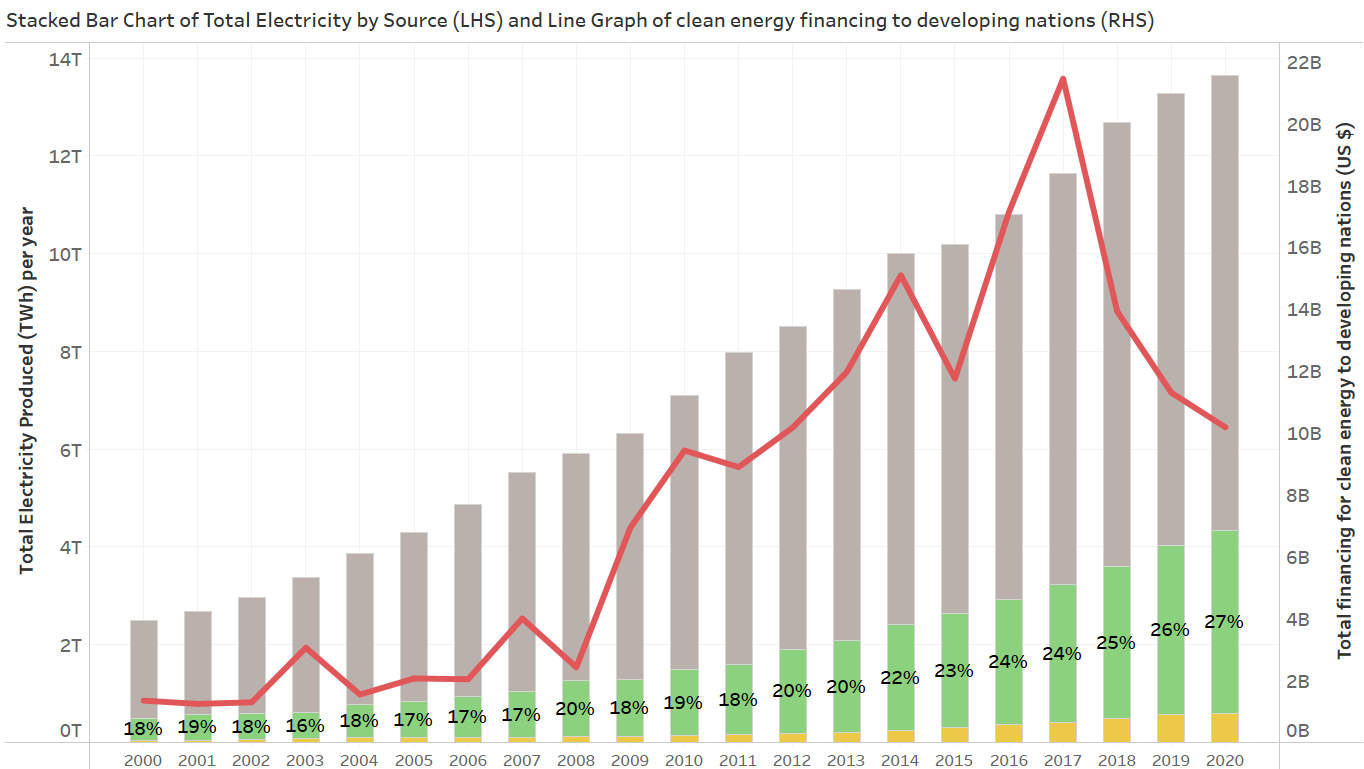 Stacked Bar Chart of Total Electricity by Source (LHS) and Line Graph of clean energy financing to developing nations (RHS)
Total Electricity Produced (TWh) per year
14T
12T
10T
8T
6T
4T
2T
0T
18% 19% 18% 16% 18% 17% 17% 17% 20% 18% 19% 18% 20% 20% 22% 23% 24% 24% 25% 26% 27%
2000 2001 2002 2003 2004 2005 2006 2007 2008 2009 2010 2011 2012 2013 2014 2015 2016 2017 2018 2019 2020
22B
20B
18B
16B
14B
12B
10B
8B
6B
4B
2B
0B
Total financing for clean energy to developing nations (US $)